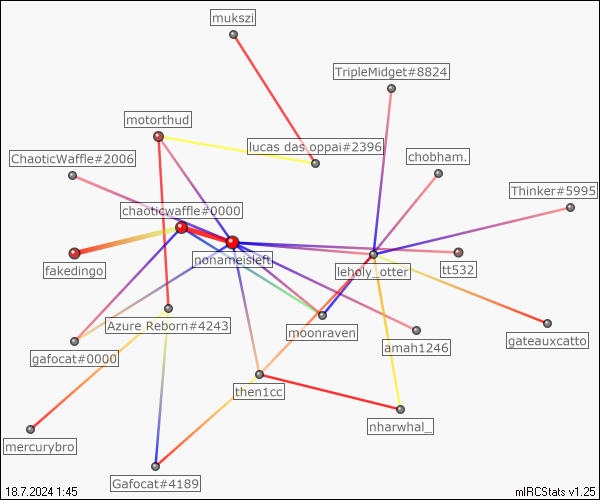 mukszi
TripleMidget#8824
motorthud
lucas das oppai#2396
ChaoticWaffle#2006
chobham.
Thinker#5995
chaoticwaffle#0000
nonameisleft
fakedingo
leholy_otter
tt532
Azure Reborn#4243
moonraven
gafocat#0000
amah1246
gateauxcatto
then1cc
nharwhal_
mercurybro
Gafocat#4189
18.7.2024 1:45
mIRCStats v1.25